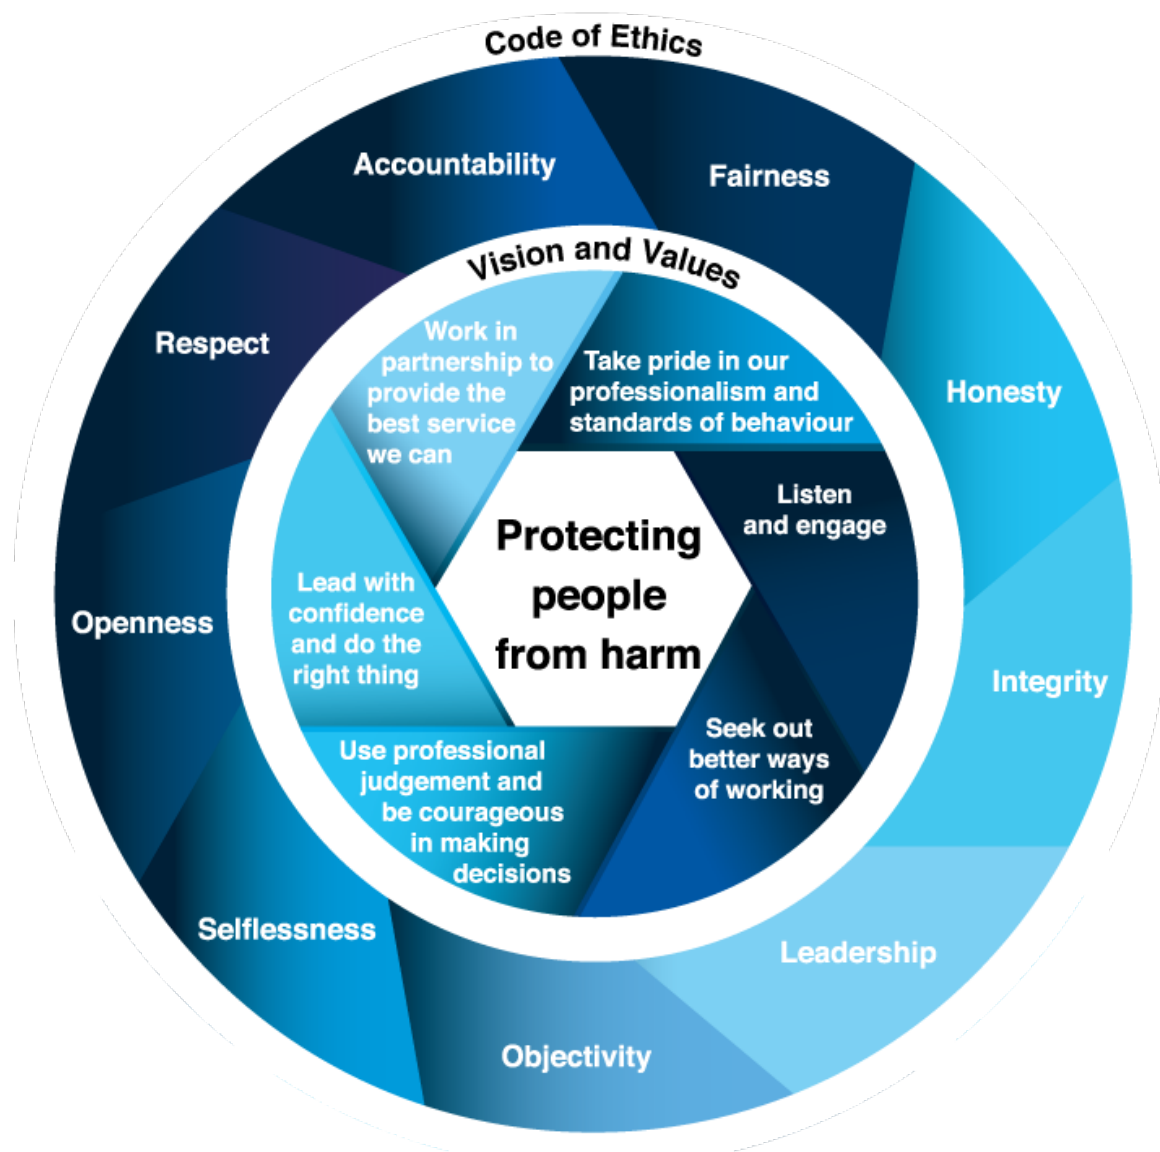 Code of Ethics
Accountability
Fairness
Honesty
Integrity
Leadership
Objectivity
Selflessness
Openness
Respect
Vision and Values
Work in
partnership to
provide the
best service
we can
Take pride in our
professionalism and
standards of behaviour
Listen
and engage
Seek out
better ways
of working
Use professional
judgement and
be courageous
in making
decisions
Lead with
confidence
and do the
right thing
Protecting
people
from harm